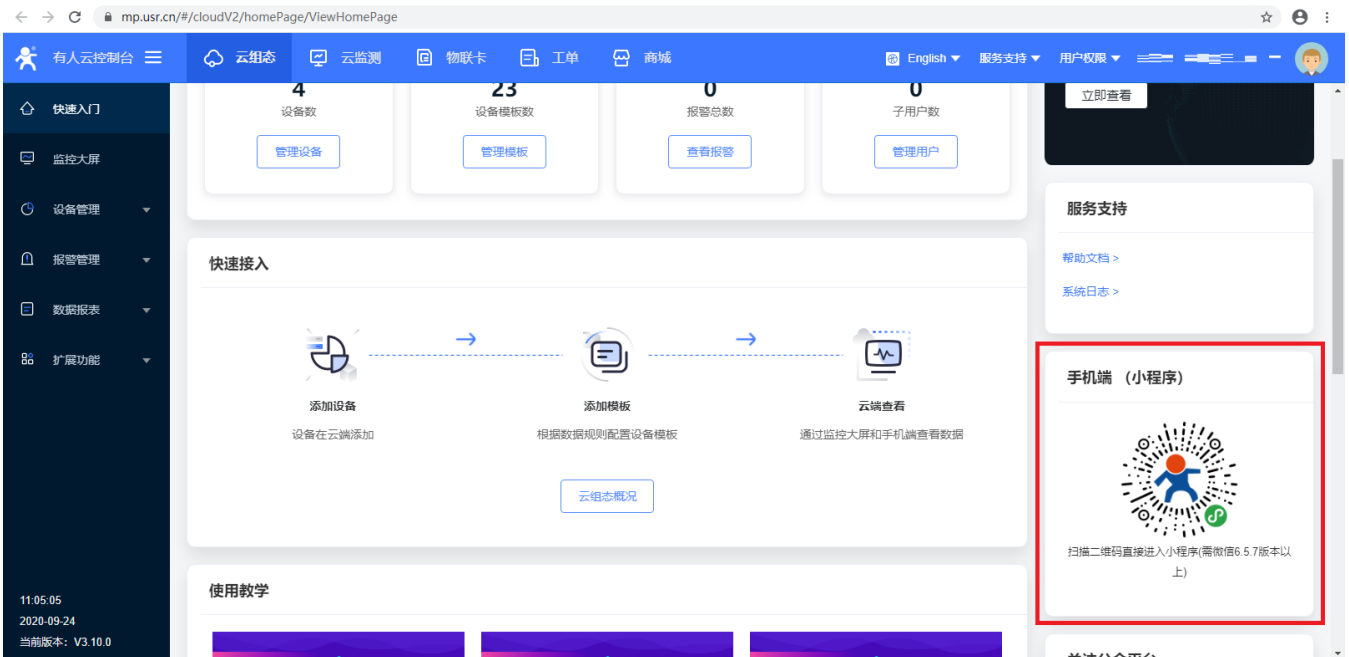 mp.usr.cn/#/cloudV2/homePage/ViewHomePage
有人云控制台 云组态 云监测 物联卡 工单 商城 English 服务支持 用户权限
快速入门
监控大屏
设备管理
报警管理
数据报表
扩展功能
11:05:05
2020-09-24
当前版本：V3.10.0
4 23 0 0
设备数 设备模板数 报警总数 子用户数
管理设备 管理模板 查看报警 管理用户
快速接入
添加设备 添加模板 云端查看
设备在云端添加 根据数据规则配置设备模板 通过监控大屏和手机端查看数据
云组态概况
使用教学
立即查看
服务支持
帮助文档 >
系统日志 >
手机端 （小程序）
扫描二维码直接进入小程序(需微信6.5.7版本以
上)